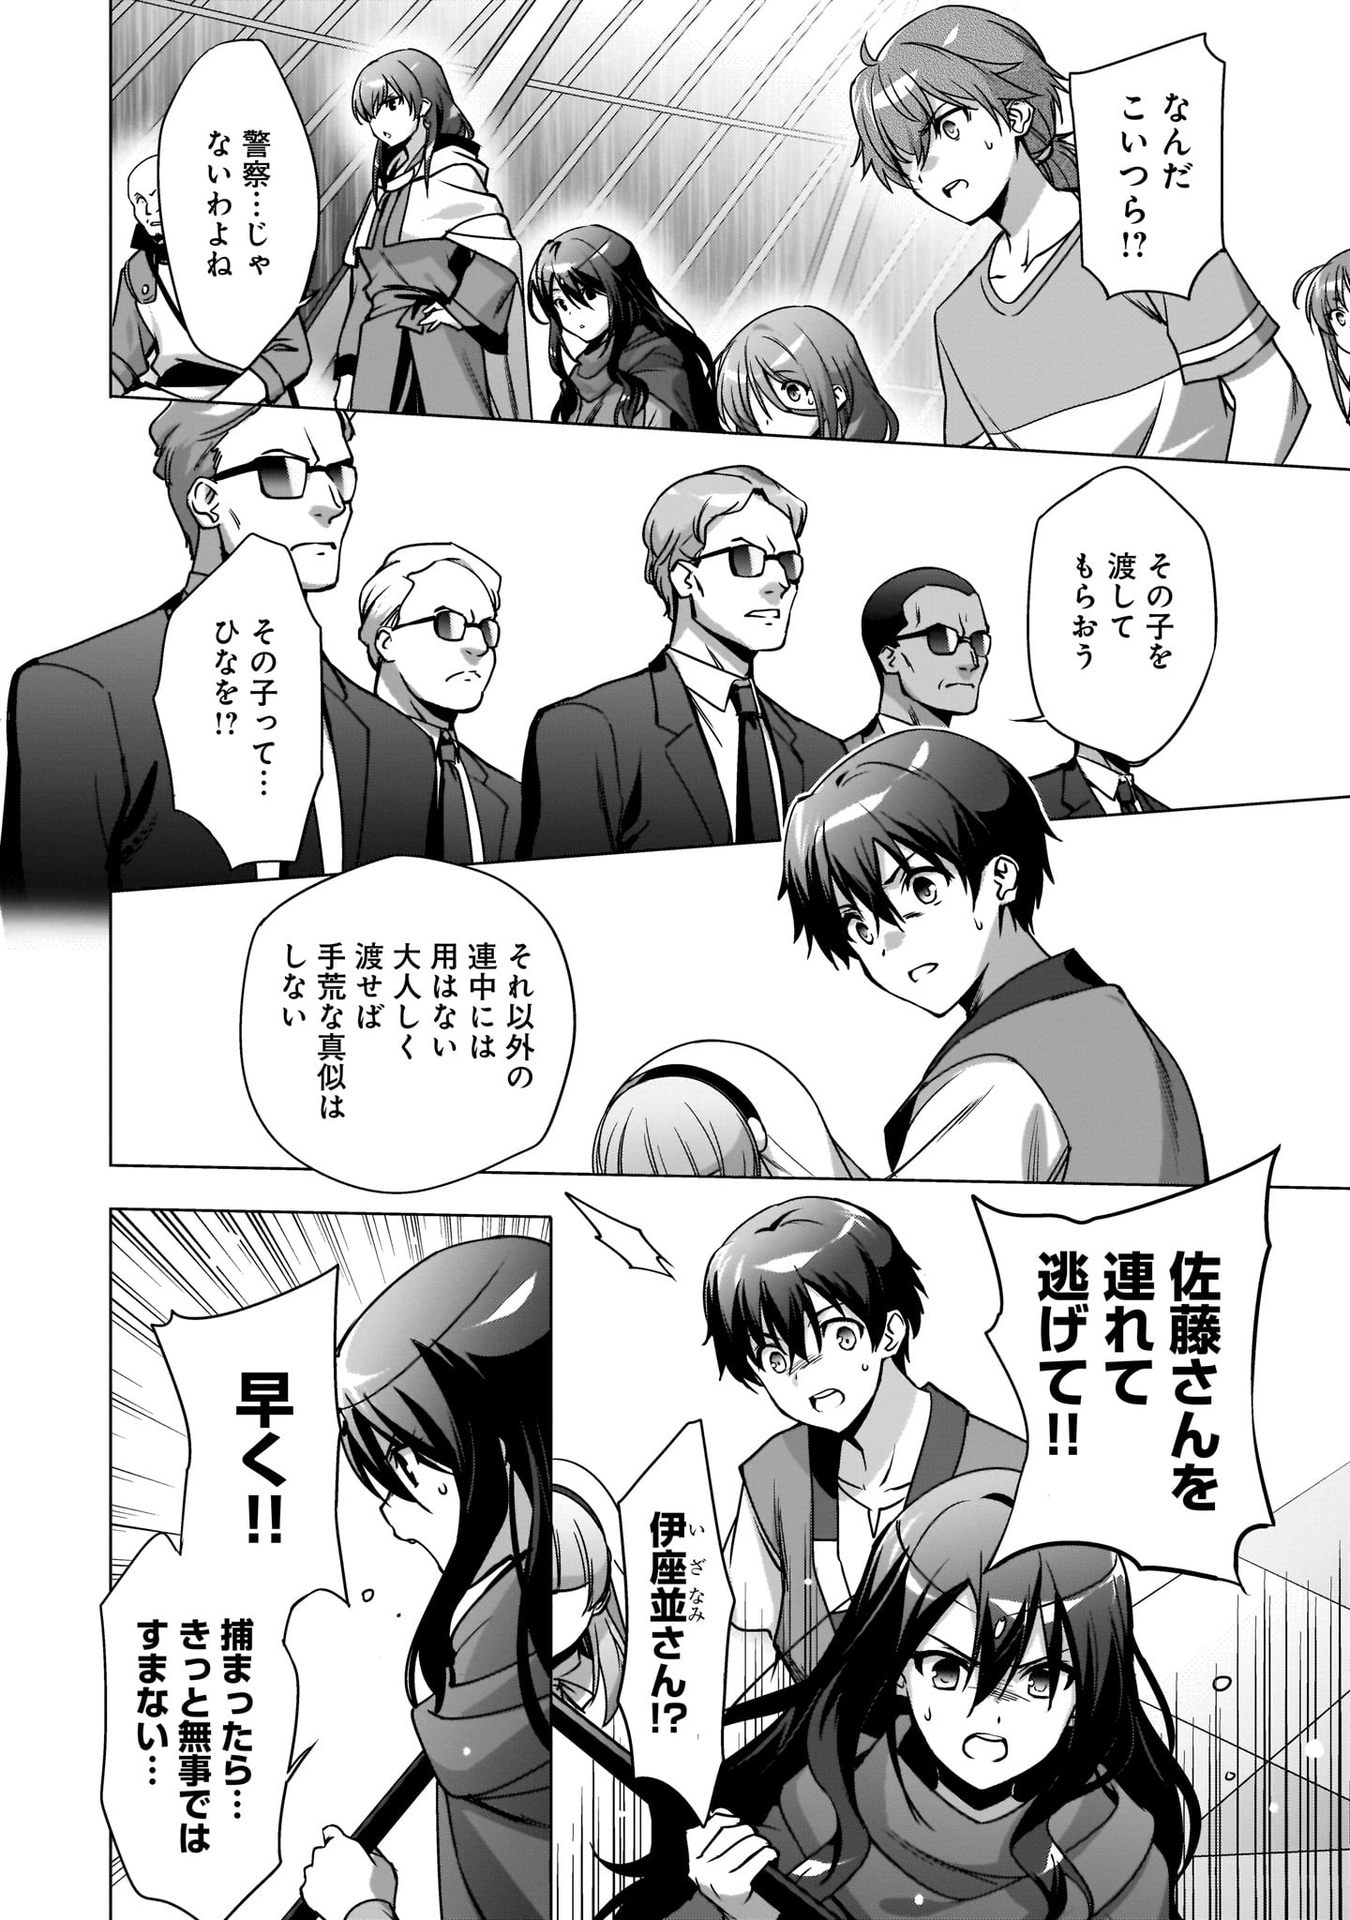 なんだ
こいつら!?
警察…じゃ
ないわよね
その子を
渡して
もらおう
その子って…
ひなを!?
それ以外の
連中には
用はない
大人しく
渡せば
手荒な真似は
しない
佐藤さんを
連れて
逃げて!!
伊座並さん!?
いざなみ
早く!!
捕まったら…
きっと無事では
すまない…